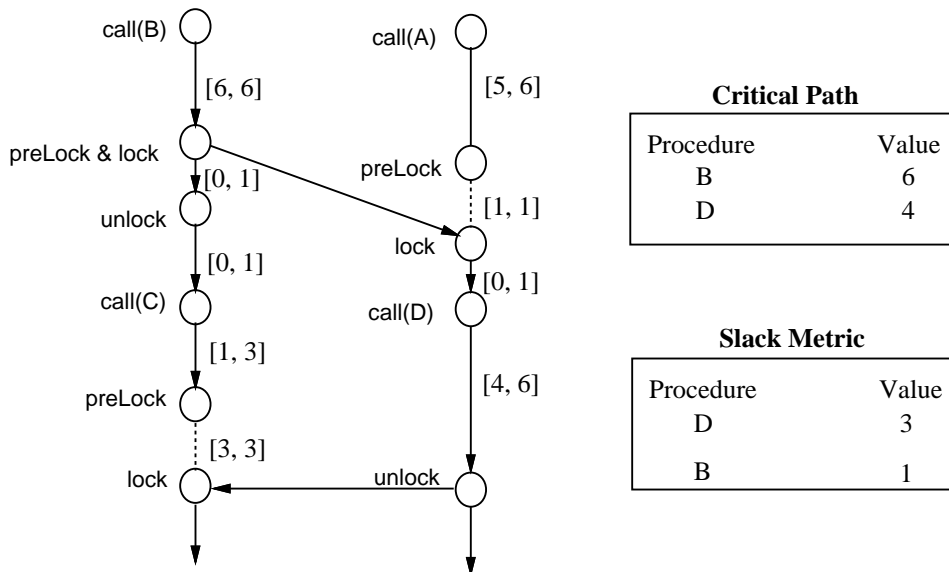 call(B)
call(A)
[6, 6]
[5, 6]
preLock & lock
preLock
[0, 1]
[1, 1]
unlock
lock
[0, 1]
[0, 1]
call(C)
call(D)
[1, 3]
[4, 6]
preLock
[3, 3]
lock
unlock
Critical Path
Procedure Value
B 6
D 4
Slack Metric
Procedure Value
D 3
B 1